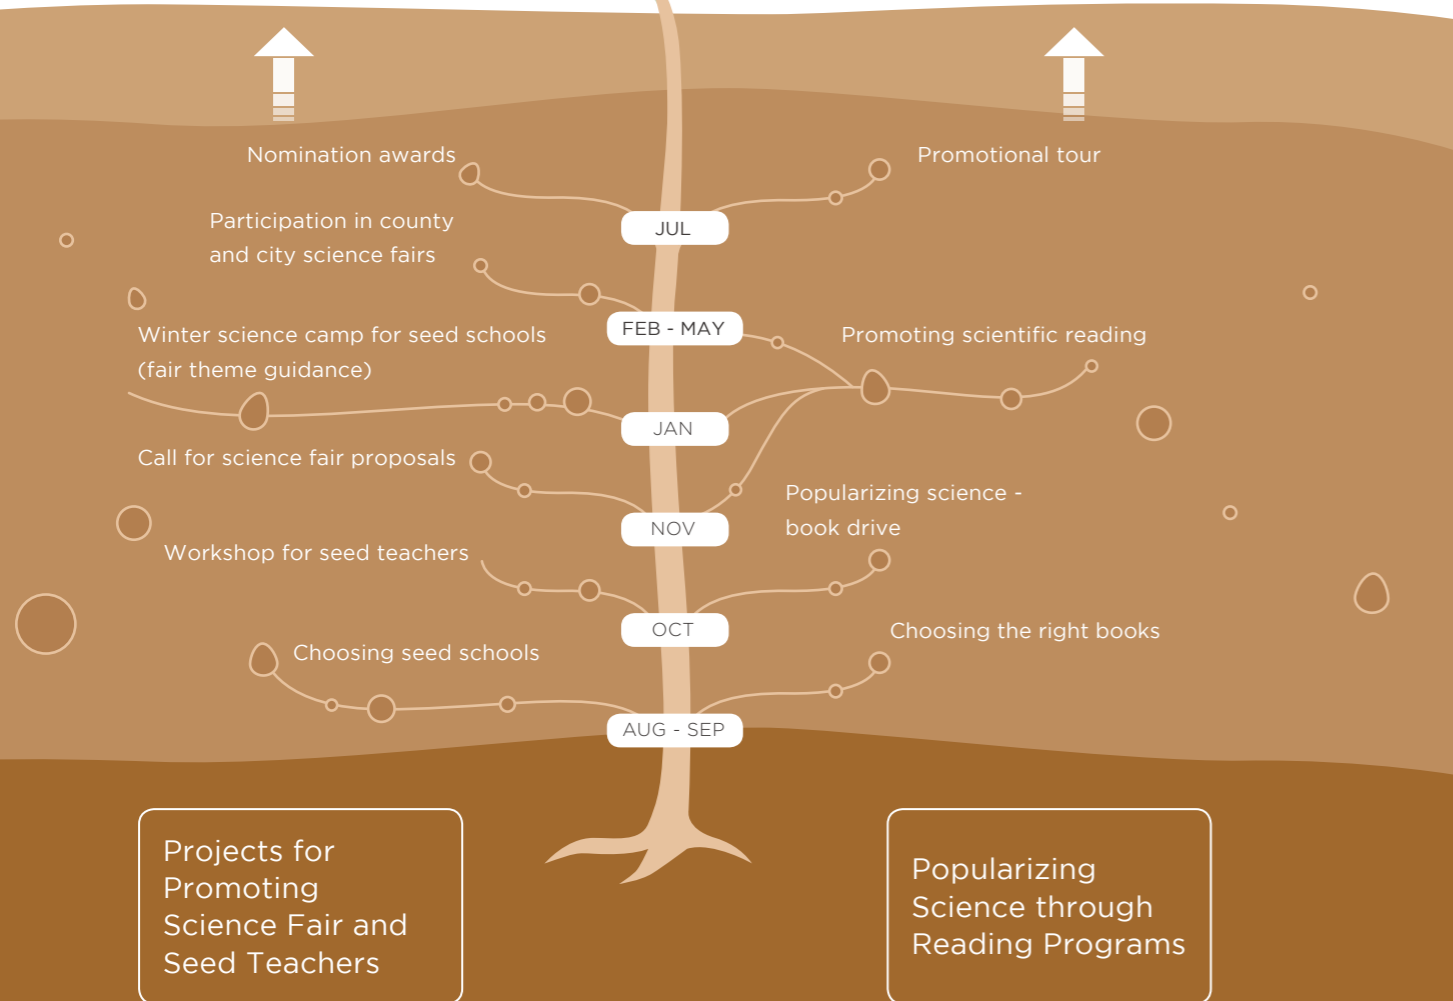 Nomination awards
Promotional tour
JUL
Participation in county
and city science fairs
FEB - MAY
Winter science camp for seed schools
(fair theme guidance)
Promoting scientific reading
JAN
Call for science fair proposals
NOV
Popularizing science -
book drive
Workshop for seed teachers
OCT
Choosing the right books
Choosing seed schools
AUG - SEP
Projects for
Promoting
Science Fair and
Seed Teachers
Popularizing
Science through
Reading Programs